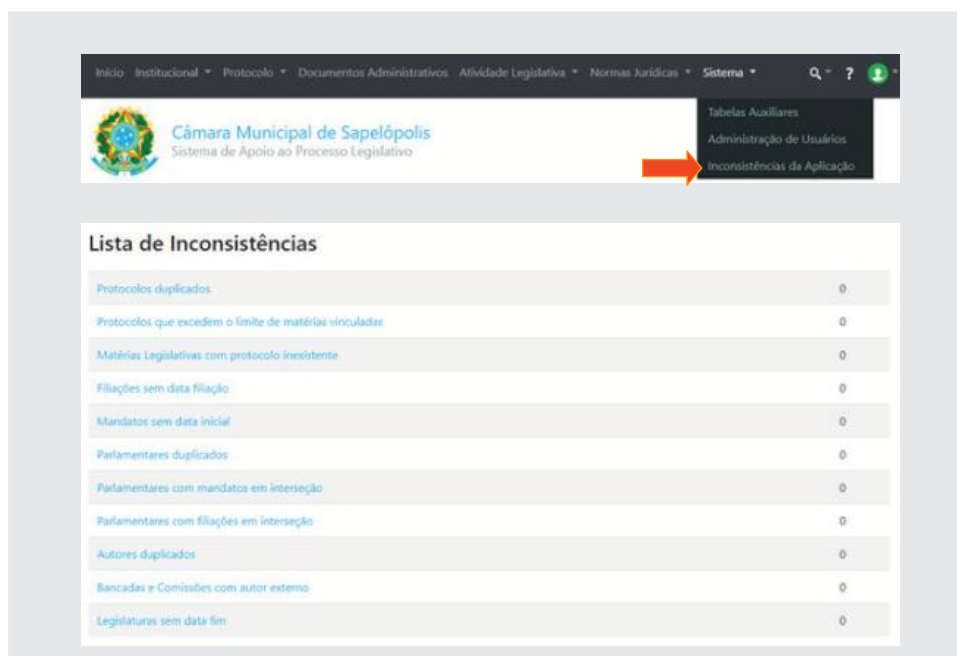 Início Institucional Protocolo Documentos Administrativos Atividade Legislativa Normas Jurídicas Sistema ?
Tabelas Auxiliares
Câmara Municipal de Sapelópolis
Administração de Usuários
Sistema de Apoio ao Processo Legislativo
Inconsistências da Aplicação
Lista de Inconsistências
Protocolos duplicados 0
Protocolos que excedem o limite de matérias vinculadas 0
Matérias Legislativas com protocolo inexistente 0
Filiações sem data filiação 0
Mandatos sem data inicial 0
Parlamentares duplicados 0
Parlamentares com mandatos em interseção 0
Parlamentares com filiações em interseção 0
Autores duplicados 0
Bancadas e Comissões com autor externo 0
Legislaturas sem data fim 0